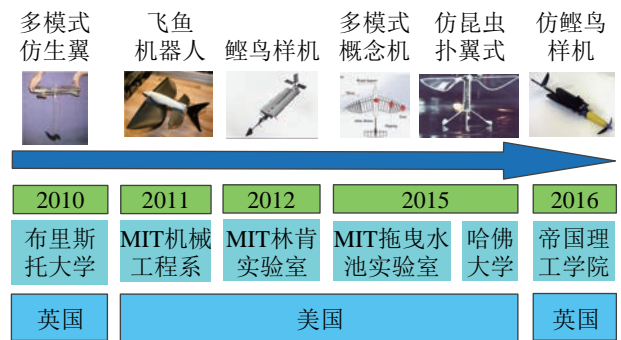 多模式
仿生翼
飞鱼
机器人
鲣鸟样机
多模式
概念机
仿昆虫
扑翼式
仿鲣鸟
样机
2010
2011
2012
2015
2016
布里斯
托大学
MIT机械
工程系
MIT林肯
实验室
MIT拖曳水
池实验室
哈佛
大学
帝国理
工学院
英国
美国
英国